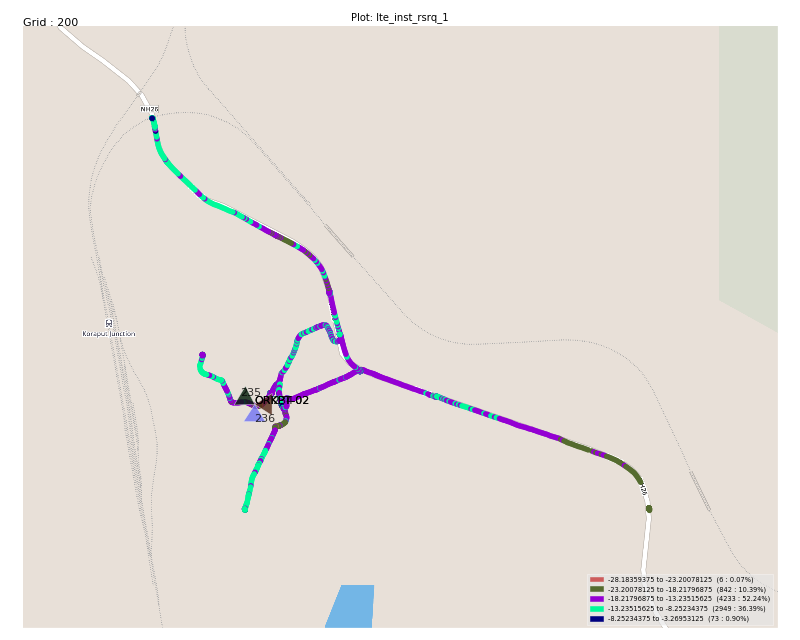 Grid : 200
Plot: lte_inst_rsrq_1
NH26
Koraput Junction
235
ORKPT-02
236
-28.18359375 to -23.20078125 (6 : 0.07%)
-23.20078125 to -18.21796875 (842 : 10.39%)
-18.21796875 to -13.23515625 (4233 : 52.24%)
-13.23515625 to -8.25234375 (2949 : 36.39%)
-8.25234375 to -3.26953125 (73 : 0.90%)